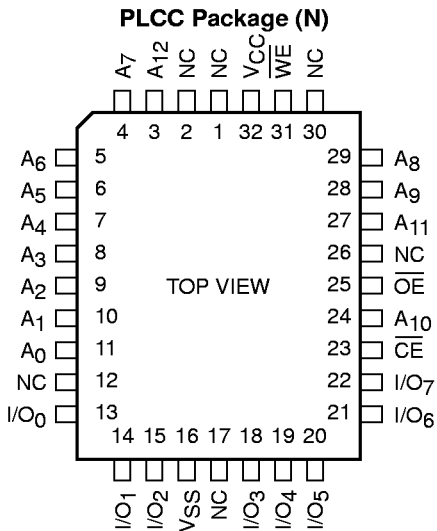 PLCC Package (N)
A7 A12 NC NC VCC WE NC
4 3 2 1 32 31 30
A6 5 29 A8
A5 6 28 A9
A4 7 27 A11
A3 8 26 NC
A2 9 TOP VIEW 25 OE
A1 10 24 A10
A0 11 23 CE
NC 12 22 I/O7
I/O0 13 21 I/O6
14 15 16 17 18 19 20
I/O1 I/O2 VSS NC I/O3 I/O4 I/O5